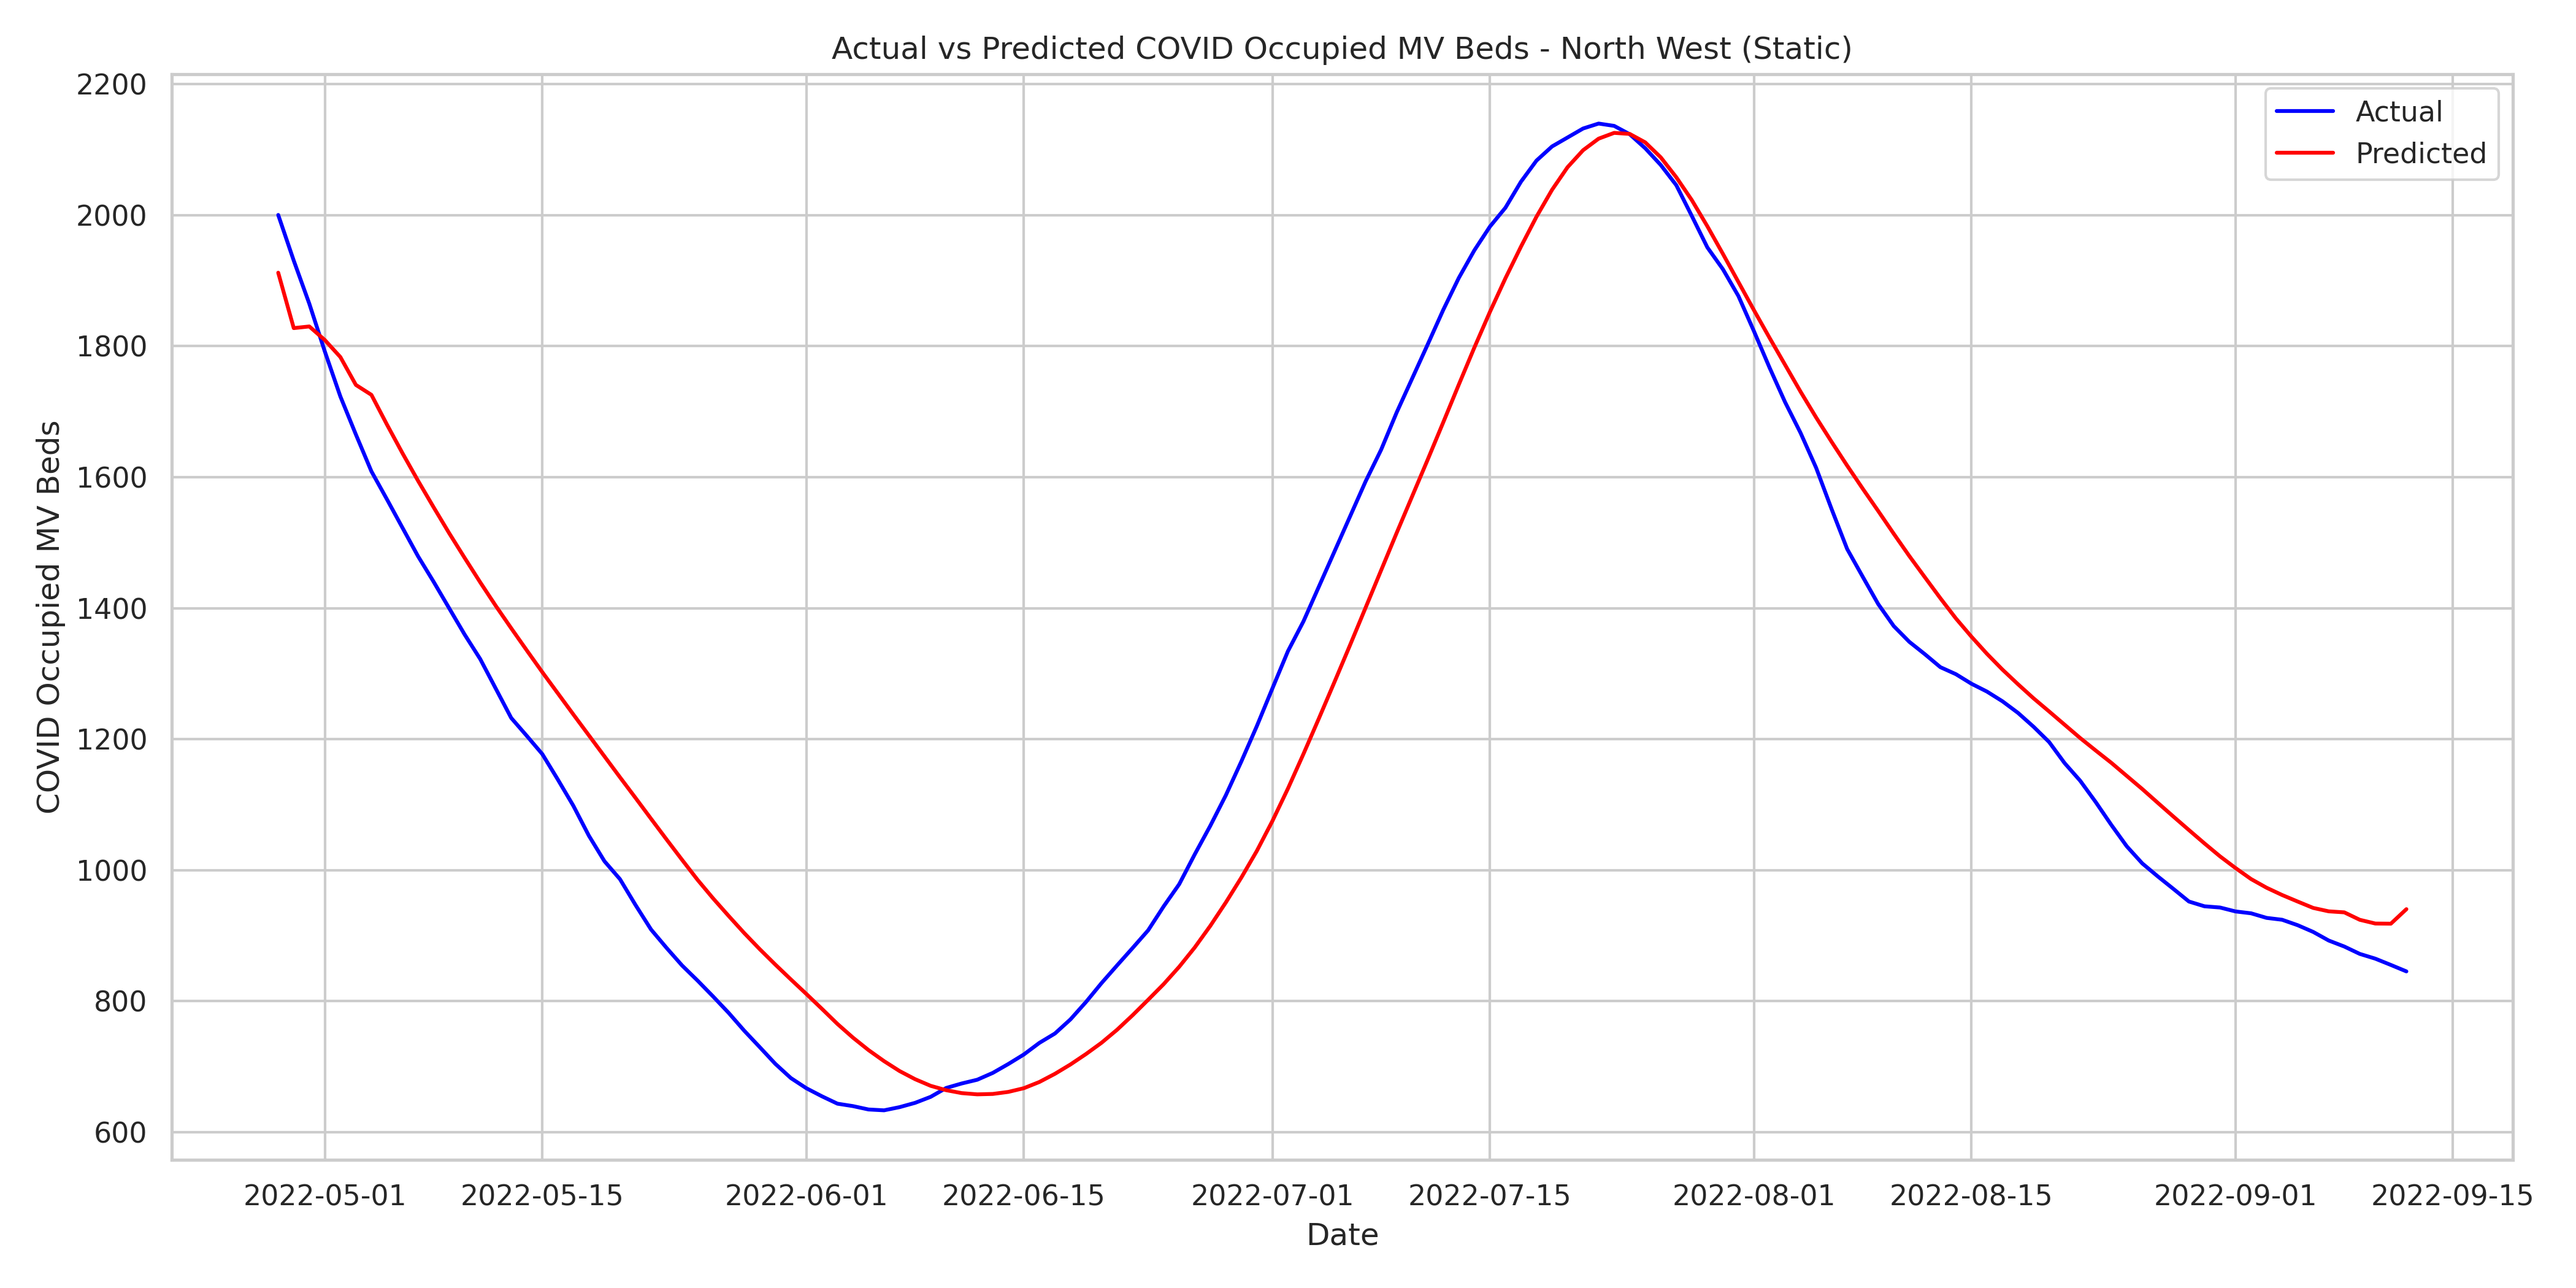 Actual vs Predicted COVID Occupied MV Beds - North West (Static)
Actual
Predicted
COVID Occupied MV Beds
2200
2000
1800
1600
1400
1200
1000
800
600
2022-05-01 2022-05-15 2022-06-01 2022-06-15 2022-07-01 2022-07-15 2022-08-01 2022-08-15 2022-09-01 2022-09-15
Date